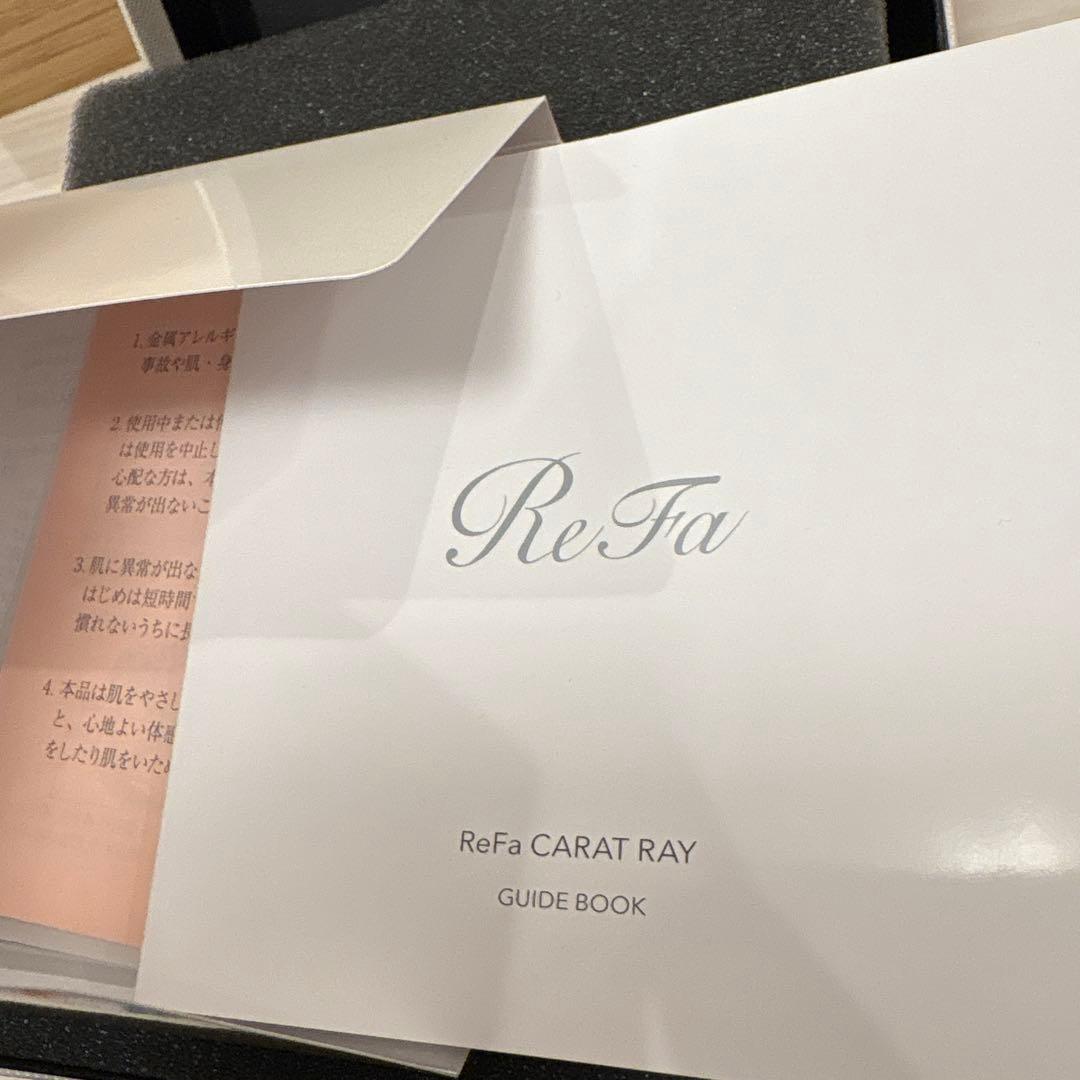 1. 金属アレルギ
事故や肌・身
2. 使用中または
は使用を中止し
心配な方は、
異常が出ないこ
3. 肌に異常が出な
はじめは短時間
慣れないうちに長
4. 本品は肌をやさし
と、心地よい体感
をしたり肌をいため
ReFa
ReFa CARAT RAY
GUIDE BOOK